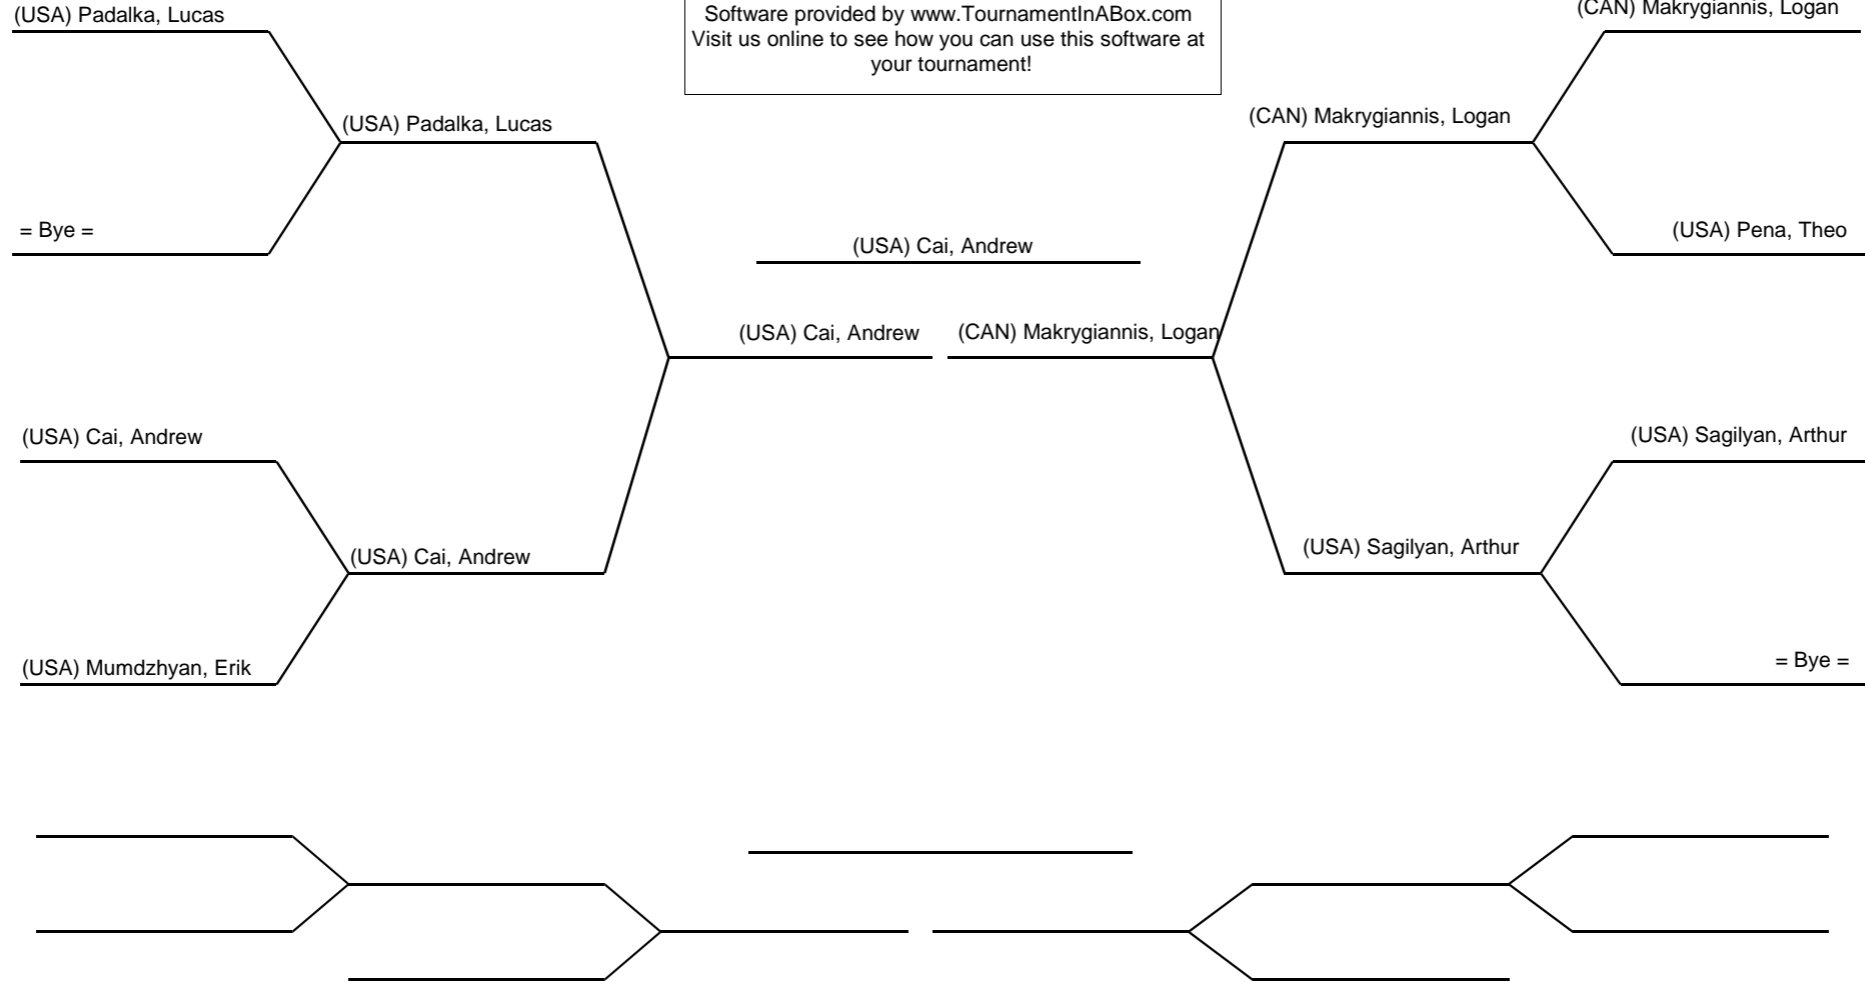 (USA) Padalka, Lucas
Software provided by www.TournamentInABox.com
Visit us online to see how you can use this software at
your tournament!
(CAN) Makrygiannis, Logan
(USA) Padalka, Lucas
(CAN) Makrygiannis, Logan
= Bye =
(USA) Cai, Andrew
(USA) Pena, Theo
(USA) Cai, Andrew
(CAN) Makrygiannis, Logan
(USA) Cai, Andrew
(USA) Sagilyan, Arthur
(USA) Cai, Andrew
(USA) Sagilyan, Arthur
(USA) Mumdzhyan, Erik
= Bye =